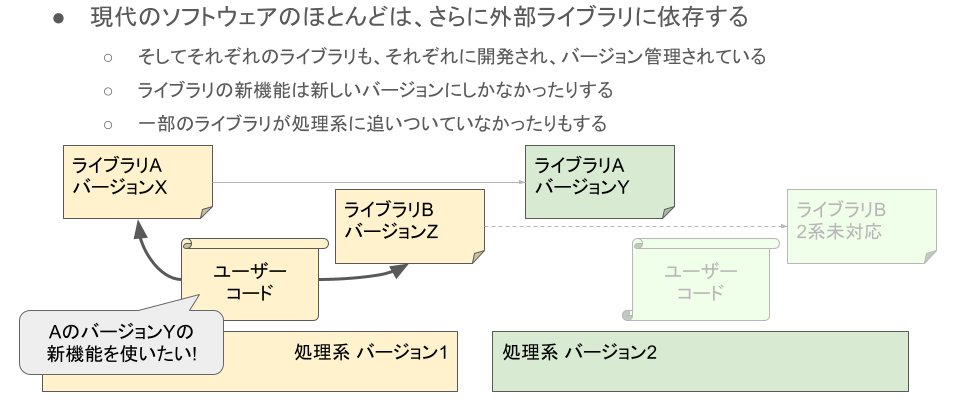 ● 現代のソフトウェアのほとんどは、さらに外部ライブラリに依存する
○ そしてそれぞれのライブラリも、それぞれに開発され、バージョン管理されている
○ ライブラリの新機能は新しいバージョンにしかなかったりする
○ 一部のライブラリが処理系に追いついていなかったりもする
ライブラリA
バージョンX
ライブラリB
バージョンZ
ユーザー
コード
AのバージョンYの
新機能を使いたい!
処理系 バージョン1
ライブラリA
バージョンY
ライブラリB
2系未対応
ユーザー
コード
処理系 バージョン2